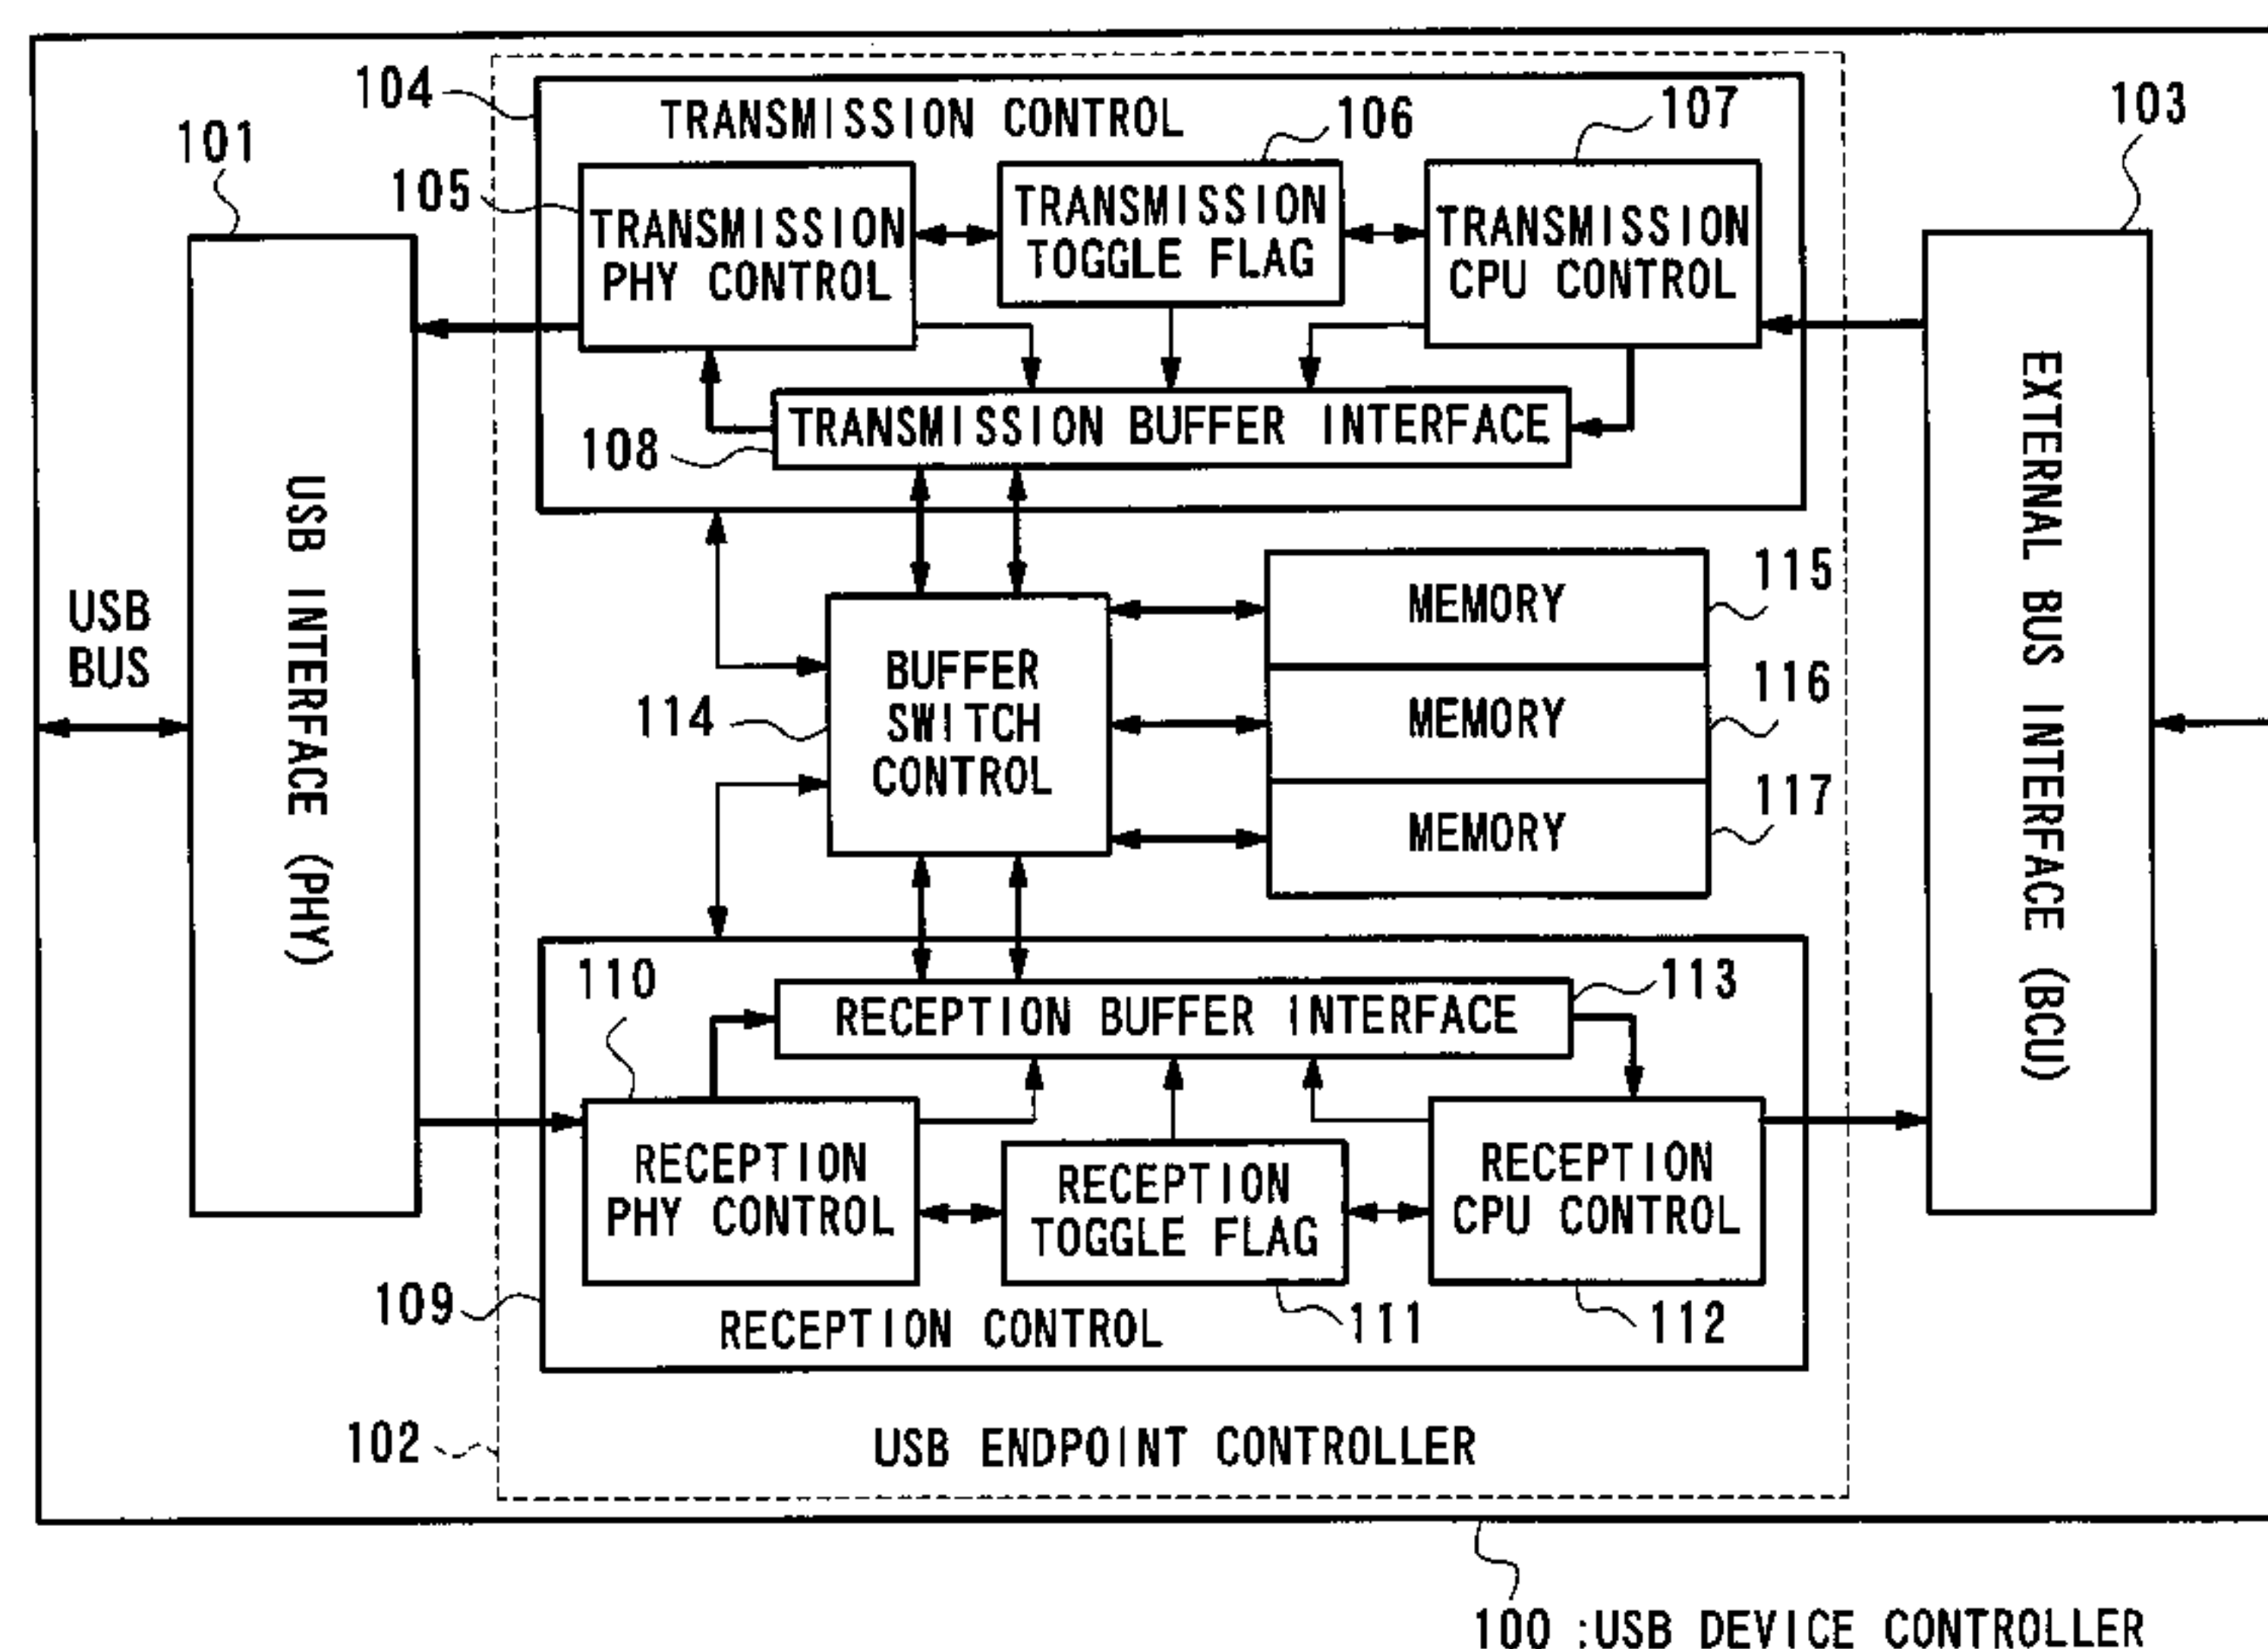 104
TRANSMISSION CONTROL
106
107
103
101
105
TRANSMISSION
PHY CONTROL
TRANSMISSION
TOGGLE FLAG
TRANSMISSION
CPU CONTROL
108
TRANSMISSION BUFFER INTERFACE
USB
BUS
USB INTERFACE (PHY)
EXTERNAL BUS INTERFACE (BCU)
114
BUFFER
SWITCH
CONTROL
MEMORY
115
MEMORY
116
MEMORY
117
110
RECEPTION BUFFER INTERFACE
113
RECEPTION
PHY CONTROL
RECEPTION
TOGGLE FLAG
RECEPTION
CPU CONTROL
109
RECEPTION CONTROL
111
112
102
USB ENDPOINT CONTROLLER
100 :USB DEVICE CONTROLLER